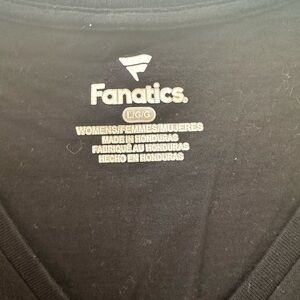 Fanatics.
L/G/G
WOMENS/FEMMES/MUJERES
MADE IN HONDURAS
FABRIQUÉ AU HONDURAS
HECHO EN HONDURAS